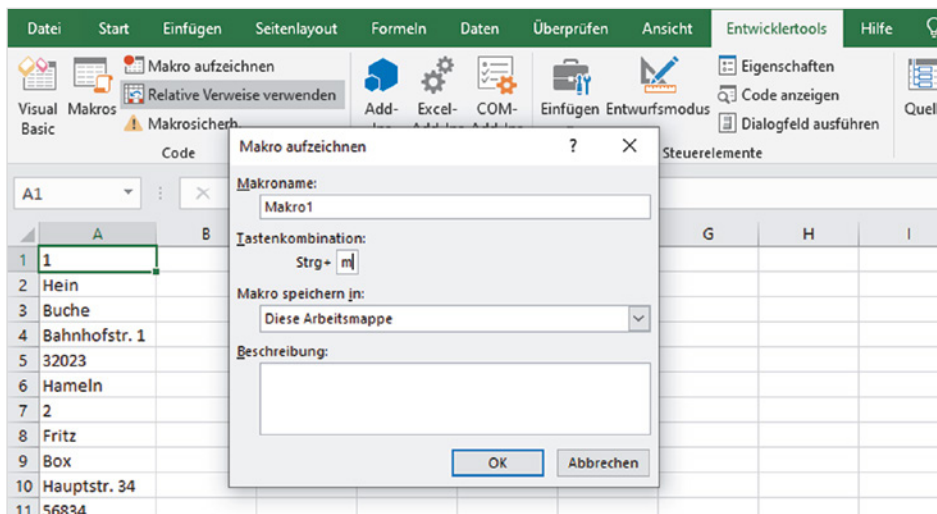 Datei Start Einfügen Seitenlayout Formeln Daten Überprüfen Ansicht Entwicklertools Hilfe
Visual Basic
Makros
Makro aufzeichnen
Relative Verweise verwenden
Makrosicherh.
Code
Add-
Excel-
COM-
Einfügen
Entwurfsmodus
Eigenschaften
Code anzeigen
Dialogfeld ausführen
Steuerelemente
A1
Makro aufzeichnen ?
Makroname:
Makro1
Tastenkombination:
Strg+ m
Makro speichern in:
Diese Arbeitsmappe
Beschreibung:
OK Abbrechen
A B G H I
1 1
2 Hein
3 Buche
4 Bahnhofstr. 1
5 32023
6 Hameln
7 2
8 Fritz
9 Box
10 Hauptstr. 34
11 56834